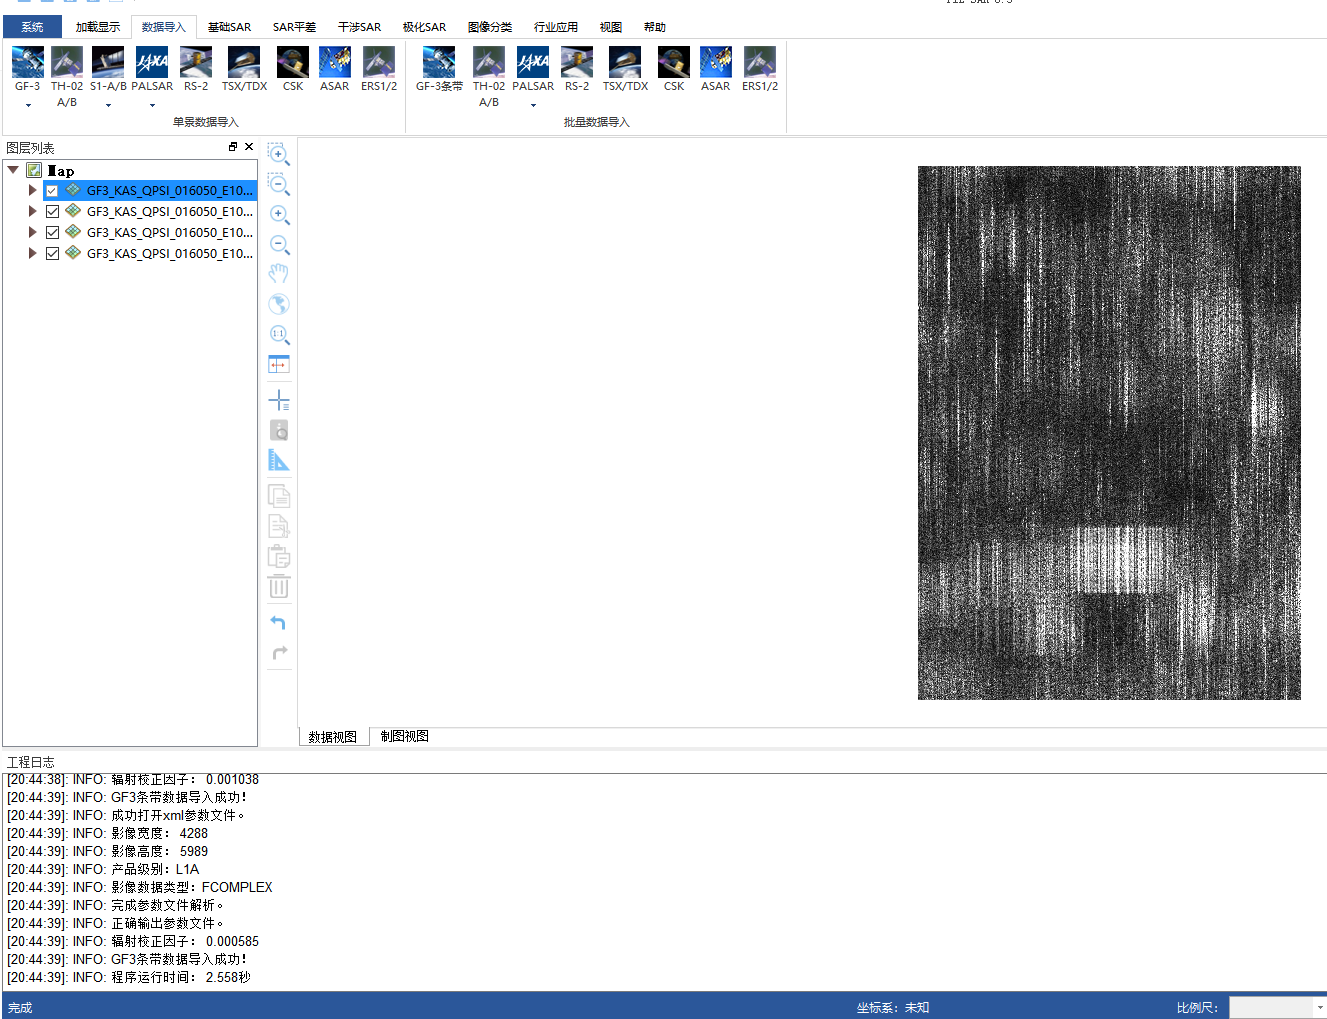 系统 加载显示 数据导入 基础SAR SAR平差 干涉SAR 极化SAR 图像分类 行业应用 视图 帮助
GF-3 TH-02 A/B S1-A/B PALSAR RS-2 TSX/TDX CSK ASAR ERS1/2
单景数据导入
GF-3条带 TH-02 A/B PALSAR RS-2 TSX/TDX CSK ASAR ERS1/2
批量数据导入
图层列表
Map
GF3_KAS_QPSI_016050_E10...
GF3_KAS_QPSI_016050_E10...
GF3_KAS_QPSI_016050_E10...
GF3_KAS_QPSI_016050_E10...
1:1
数据视图 制图视图
工程日志
[20:44:38]: INFO: 辐射校正因子： 0.001038
[20:44:39]: INFO: GF3条带数据导入成功！
[20:44:39]: INFO: 成功打开xml参数文件。
[20:44:39]: INFO: 影像宽度： 4288
[20:44:39]: INFO: 影像高度： 5989
[20:44:39]: INFO: 产品级别：L1A
[20:44:39]: INFO: 影像数据类型：FCOMPLEX
[20:44:39]: INFO: 完成参数文件解析。
[20:44:39]: INFO: 正确输出参数文件。
[20:44:39]: INFO: 辐射校正因子： 0.000585
[20:44:39]: INFO: GF3条带数据导入成功！
[20:44:39]: INFO: 程序运行时间： 2.558秒
完成 坐标系：未知 比例尺：